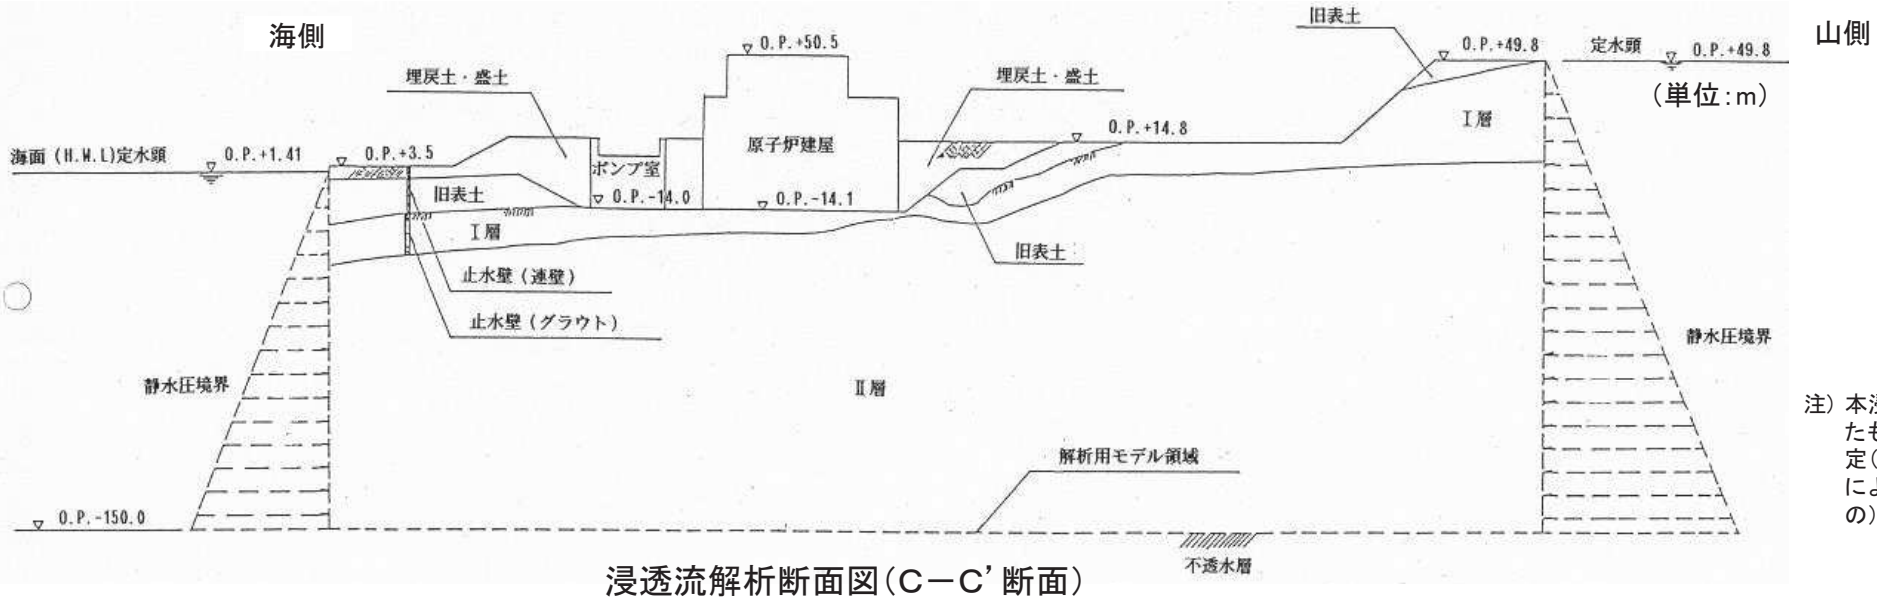 海側
旧表土
山側
O.P.+50.5
O.P.+49.8
定水頭
O.P.+49.8
埋戻土・盛土
埋戻土・盛土
(単位:m)
Ⅰ層
O.P.+14.8
原子炉建屋
海面 (H.W.L)定水頭
O.P.+1.41
O.P.+3.5
ポンプ室
旧表土
O.P.-14.0
O.P.-14.1
Ⅰ層
旧表土
止水壁(連壁)
止水壁(グラウト)
静水圧境界
静水圧境界
Ⅱ層
注) 本浸
たも
定(
によ
の)
解析用モデル領域
O.P.-150.0
不透水層
浸透流解析断面図(C-C’断面)